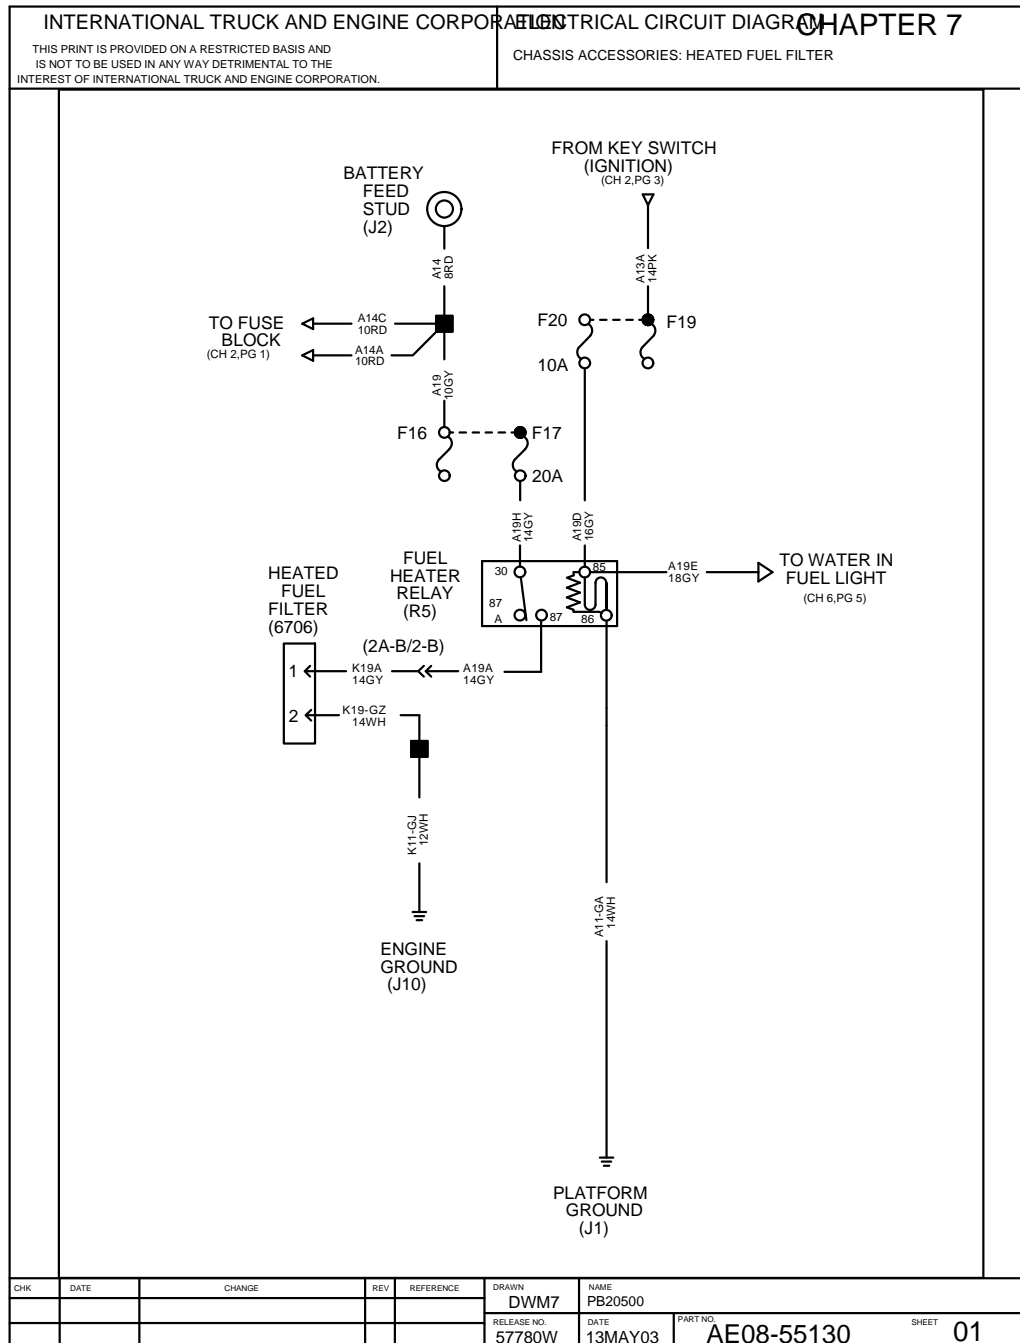 INTERNATIONAL TRUCK AND ENGINE CORPORATION
ELECTRICAL CIRCUIT DIAGRAM
CHAPTER 7
THIS PRINT IS PROVIDED ON A RESTRICTED BASIS AND
IS NOT TO BE USED IN ANY WAY DETRIMENTAL TO THE
INTEREST OF INTERNATIONAL TRUCK AND ENGINE CORPORATION.
CHASSIS ACCESSORIES: HEATED FUEL FILTER
FROM KEY SWITCH
(IGNITION)
(CH 2,PG 3)
BATTERY
FEED
STUD
(J2)
A14
8RD
A13A
14PK
TO FUSE
BLOCK
(CH 2,PG 1)
A14C
10RD
A14A
10RD
F20
F19
10A
A19
10GY
F16
F17
20A
A19H
14GY
A19D
16GY
FUEL
HEATER
RELAY
(R5)
30
85
87
A
87
86
A19E
18GY
TO WATER IN
FUEL LIGHT
(CH 6,PG 5)
HEATED
FUEL
FILTER
(6706)
(2A-B/2-B)
1
K19A
14GY
A19A
14GY
2
K19-GZ
14WH
K11-GJ
12WH
A11-GA
14WH
ENGINE
GROUND
(J10)
PLATFORM
GROUND
(J1)
CHK
DATE
CHANGE
REV
REFERENCE
DRAWN
DWM7
NAME
PB20500
RELEASE NO.
57780W
DATE
13MAY03
PART NO.
AE08-55130
SHEET
01